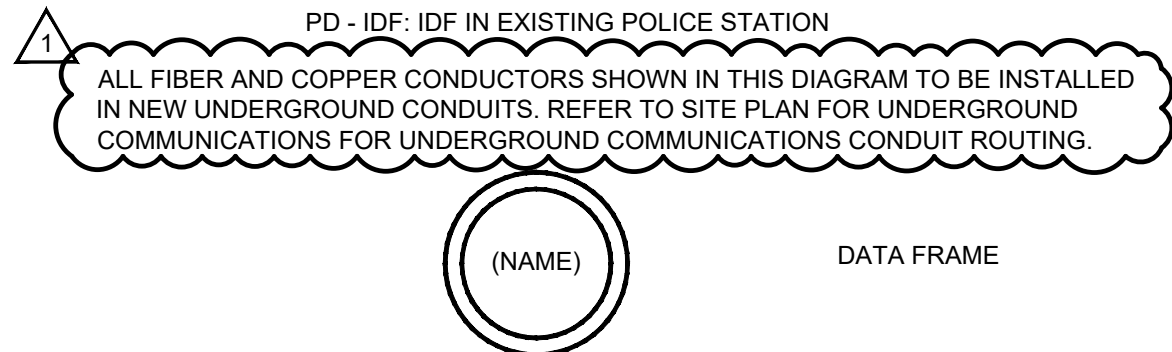 PD - IDF: IDF IN EXISTING POLICE STATION
1
ALL FIBER AND COPPER CONDUCTORS SHOWN IN THIS DIAGRAM TO BE INSTALLED
IN NEW UNDERGROUND CONDUITS. REFER TO SITE PLAN FOR UNDERGROUND
COMMUNICATIONS FOR UNDERGROUND COMMUNICATIONS CONDUIT ROUTING.
(NAME)
DATA FRAME